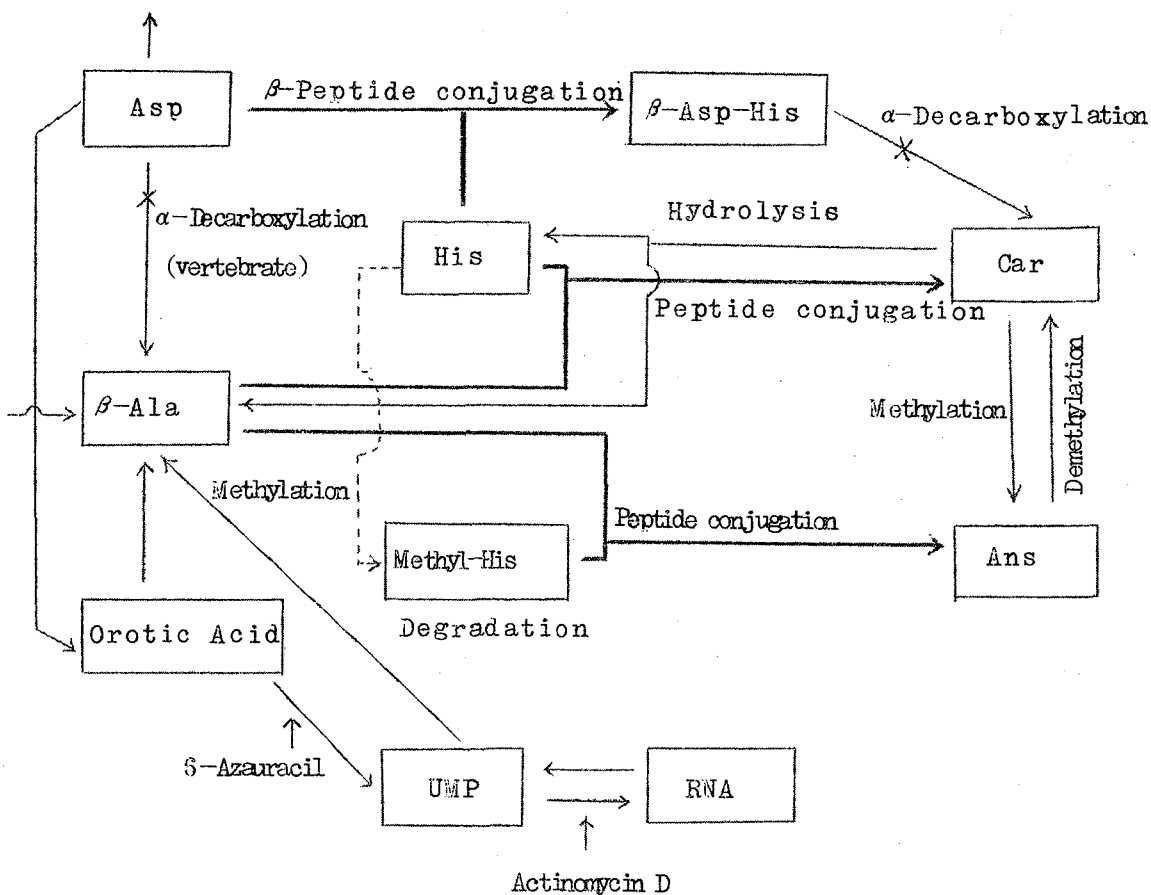 Asp
β-Peptide conjugation
β-Asp-His
α-Decarboxylation
α-Decarboxylation
(vertebrate)
His
Hydrolysis
Car
Peptide conjugation
β-Ala
Methylation
Demethylation
Methylation
Peptide conjugation
Methyl-His
Ans
Degradation
Orotic Acid
6-Azauracil
UMP
RNA
Actinomycin D